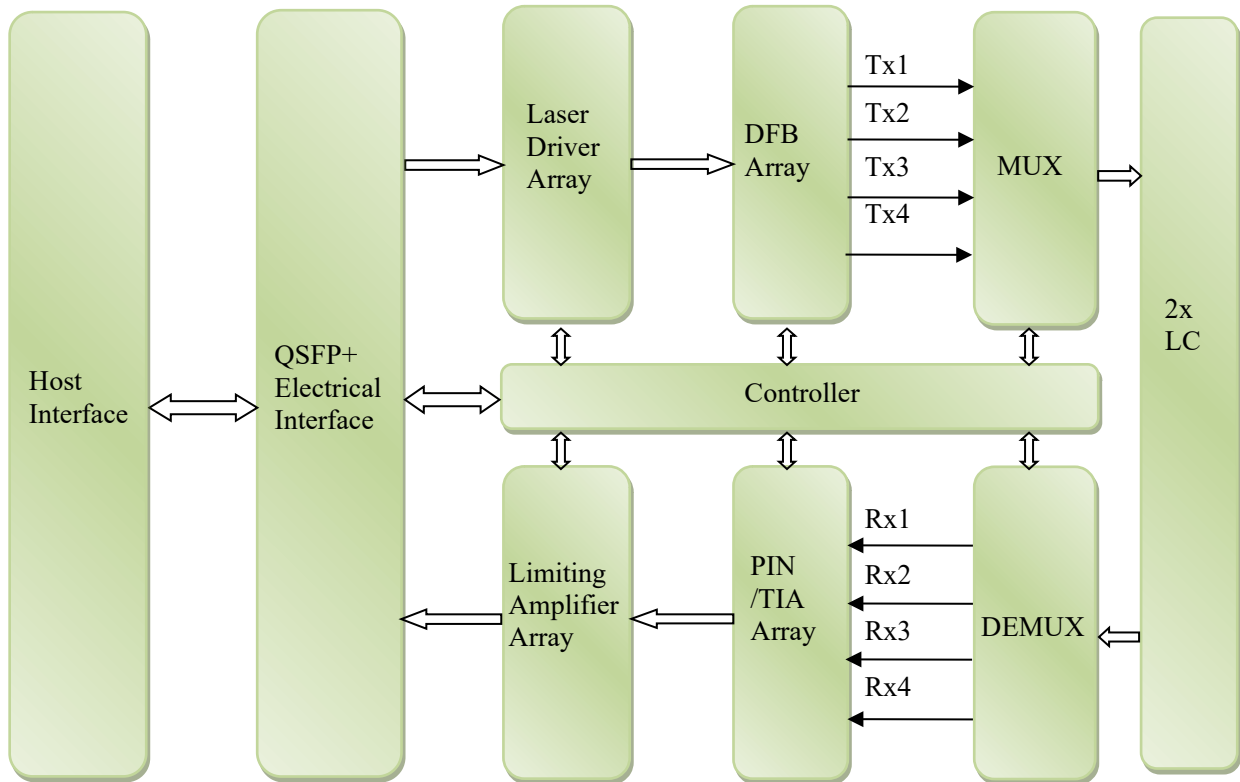 Host
Interface
QSFP+
Electrical
Interface
Laser
Driver
Array
DFB
Array
Tx1
Tx2
Tx3
Tx4
MUX
2x
LC
Controller
Limiting
Amplifier
Array
PIN
/TIA
Array
Rx1
Rx2
Rx3
Rx4
DEMUX